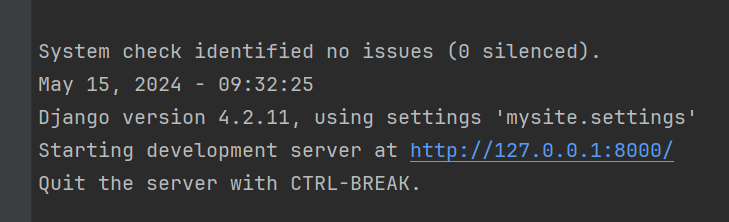 System check identified no issues (0 silenced).
May 15, 2024 - 09:32:25
Django version 4.2.11, using settings 'mysite.settings'
Starting development server at http://127.0.0.1:8000/
Quit the server with CTRL-BREAK.